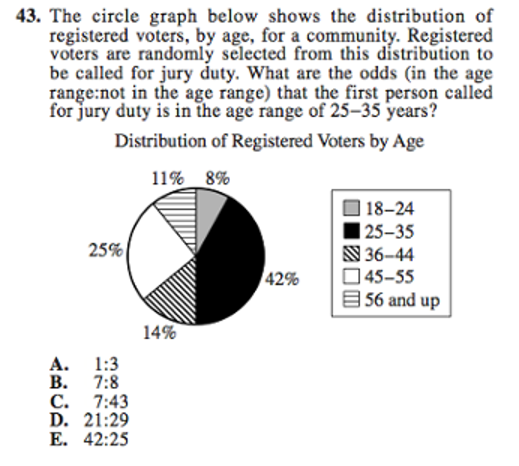 43. The circle graph below shows the distribution of
registered voters, by age, for a community. Registered
voters are randomly selected from this distribution to
be called for jury duty. What are the odds (in the age
range:not in the age range) that the first person called
for jury duty is in the age range of 25–35 years?
Distribution of Registered Voters by Age
11% 8%
25%
42%
14%
18–24
25–35
36–44
45–55
56 and up
A. 1:3
B. 7:8
C. 7:43
D. 21:29
E. 42:25